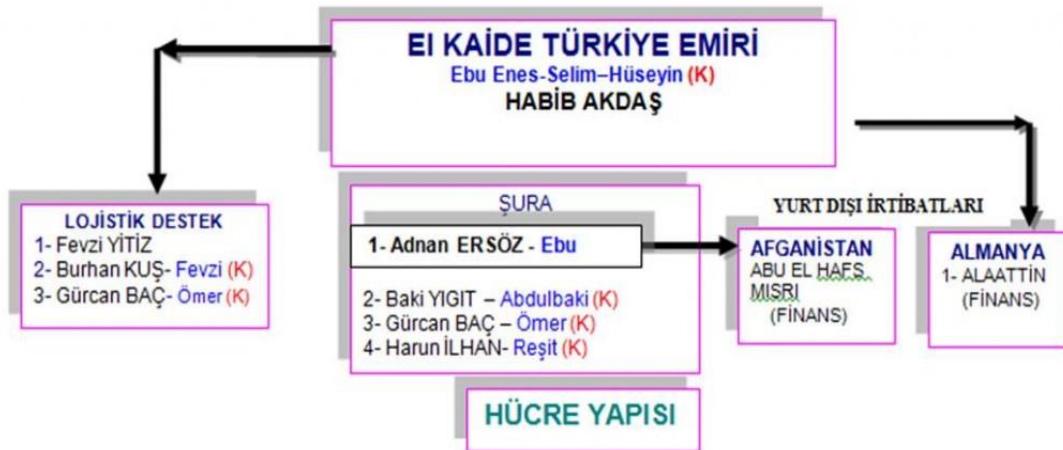 El KAİDE TÜRKİYE EMİRİ
Ebu Enes-Selim–Hüseyin (K)
HABİB AKDAŞ
LOJİSTİK DESTEK
1- Fevzi YİTİZ
2- Burhan KUŞ- Fevzi (K)
3- Gürcan BAÇ- Ömer (K)
ŞURA
1- Adnan ERSÖZ - Ebu
2- Baki YIGIT – Abdulbaki (K)
3- Gürcan BAÇ – Ömer (K)
4- Harun İLHAN- Reşit (K)
YURT DIŞI İRTİBATLARI
AFGANİSTAN
ABU EL HAFS
MISRI
(FİNANS)
ALMANYA
1- ALAATTİN
(FİNANS)
HÜCRE YAPISI